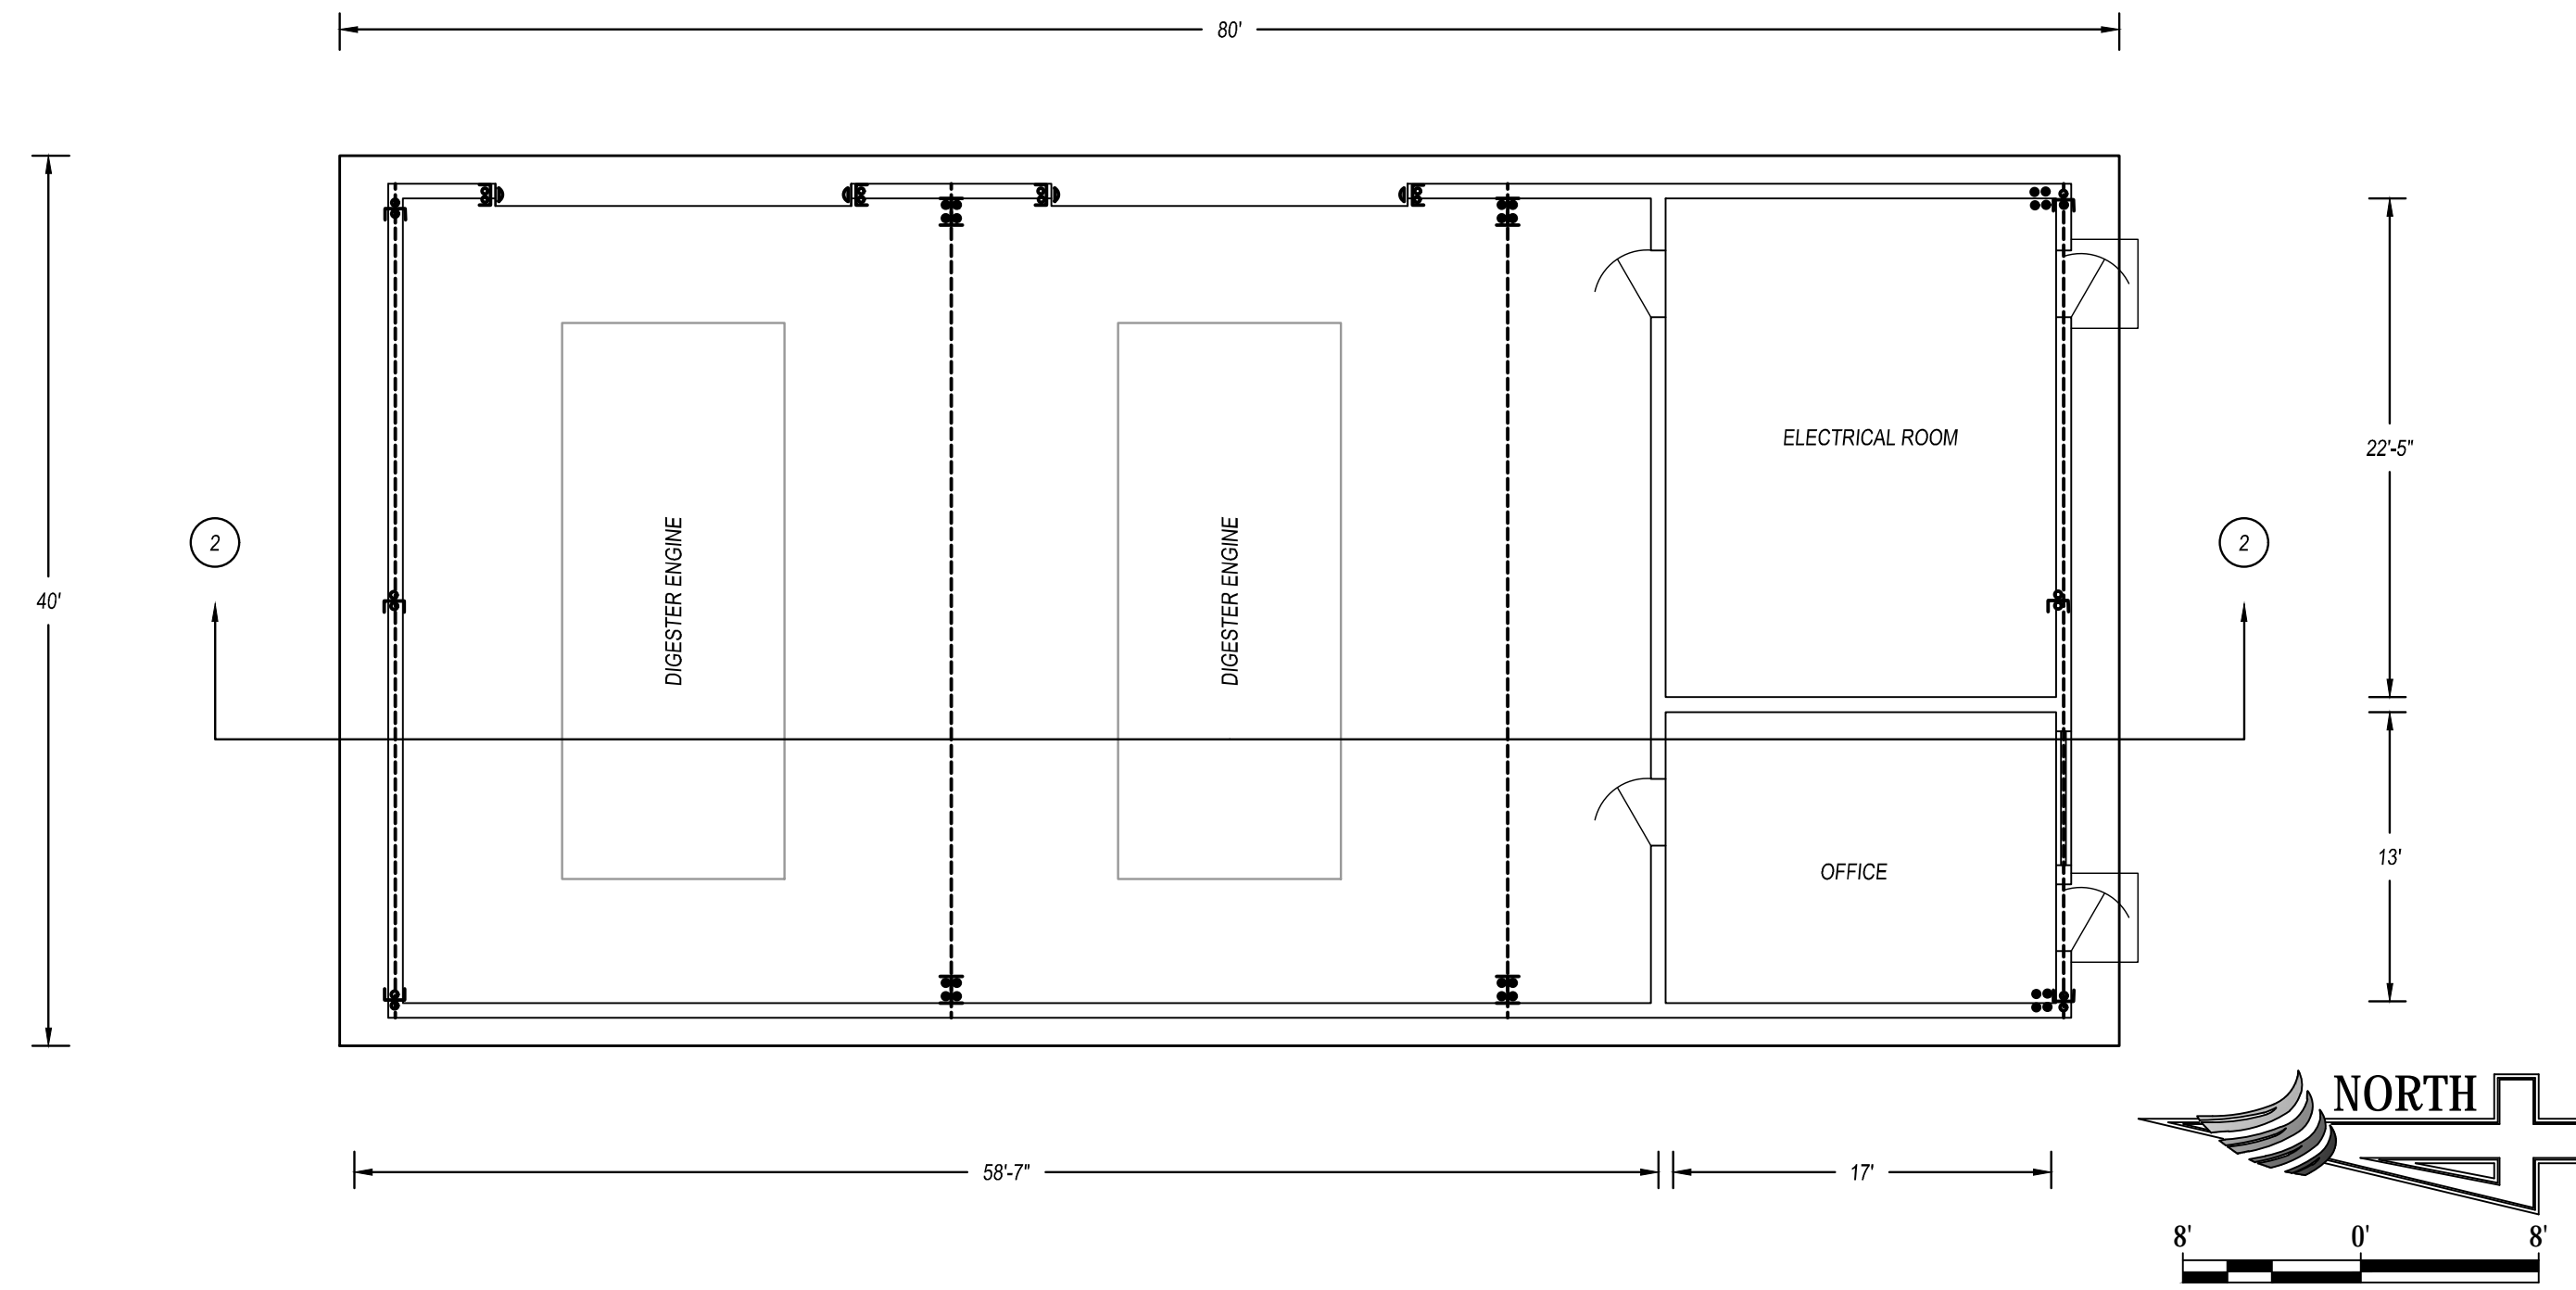 80'
ELECTRICAL ROOM
22'-5"
2
2
DIGESTER ENGINE
DIGESTER ENGINE
40'
13'
OFFICE
NORTH
58'-7"
17'
8' 0' 8'